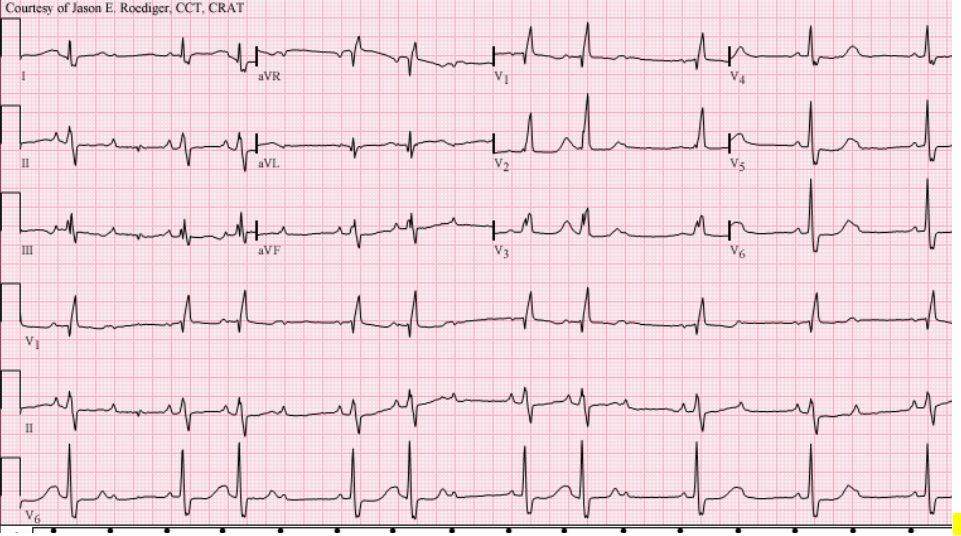 Courtesy of Jason E. Roediger, CCT, CRAT
I aVR V1 V4
II aVL V2 V5
III aVF V3 V6
V1
II
V6